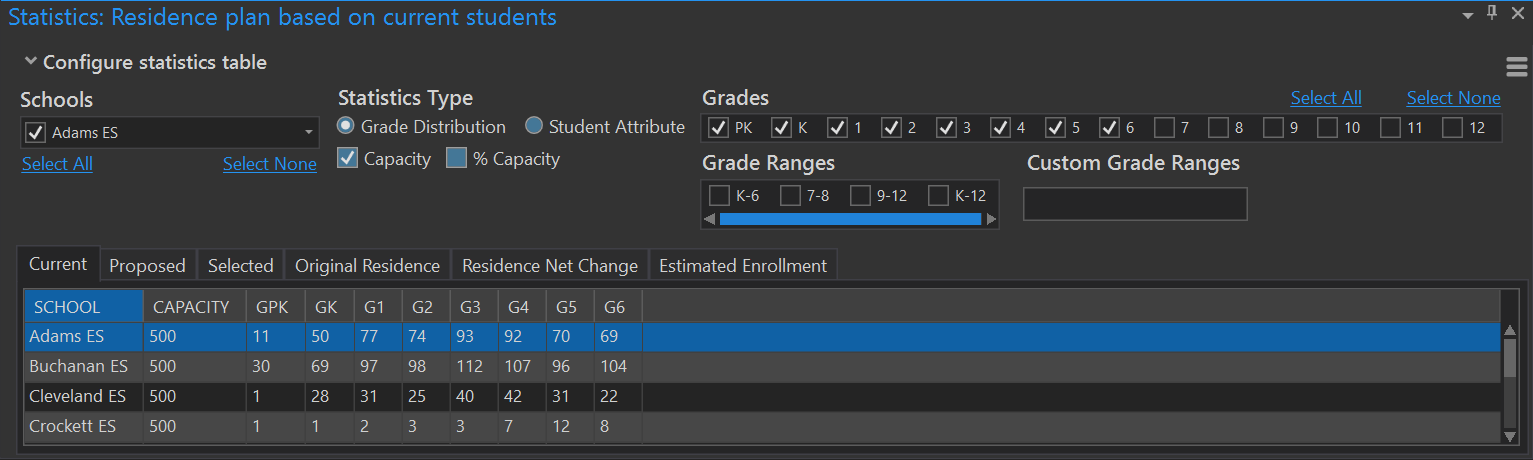 Statistics: Residence plan based on current students
Configure statistics table
Schools
Adams ES
Select All Select None
Statistics Type
Grade Distribution Student Attribute
Capacity % Capacity
Grades Select All Select None
PK K 1 2 3 4 5 6 7 8 9 10 11 12
Grade Ranges
K-6 7-8 9-12 K-12
Custom Grade Ranges
Current Proposed Selected Original Residence Residence Net Change Estimated Enrollment
SCHOOL CAPACITY GPK GK G1 G2 G3 G4 G5 G6
Adams ES 500 11 50 77 74 93 92 70 69
Buchanan ES 500 30 69 97 98 112 107 96 104
Cleveland ES 500 1 28 31 25 40 42 31 22
Crockett ES 500 1 1 2 3 3 7 12 8